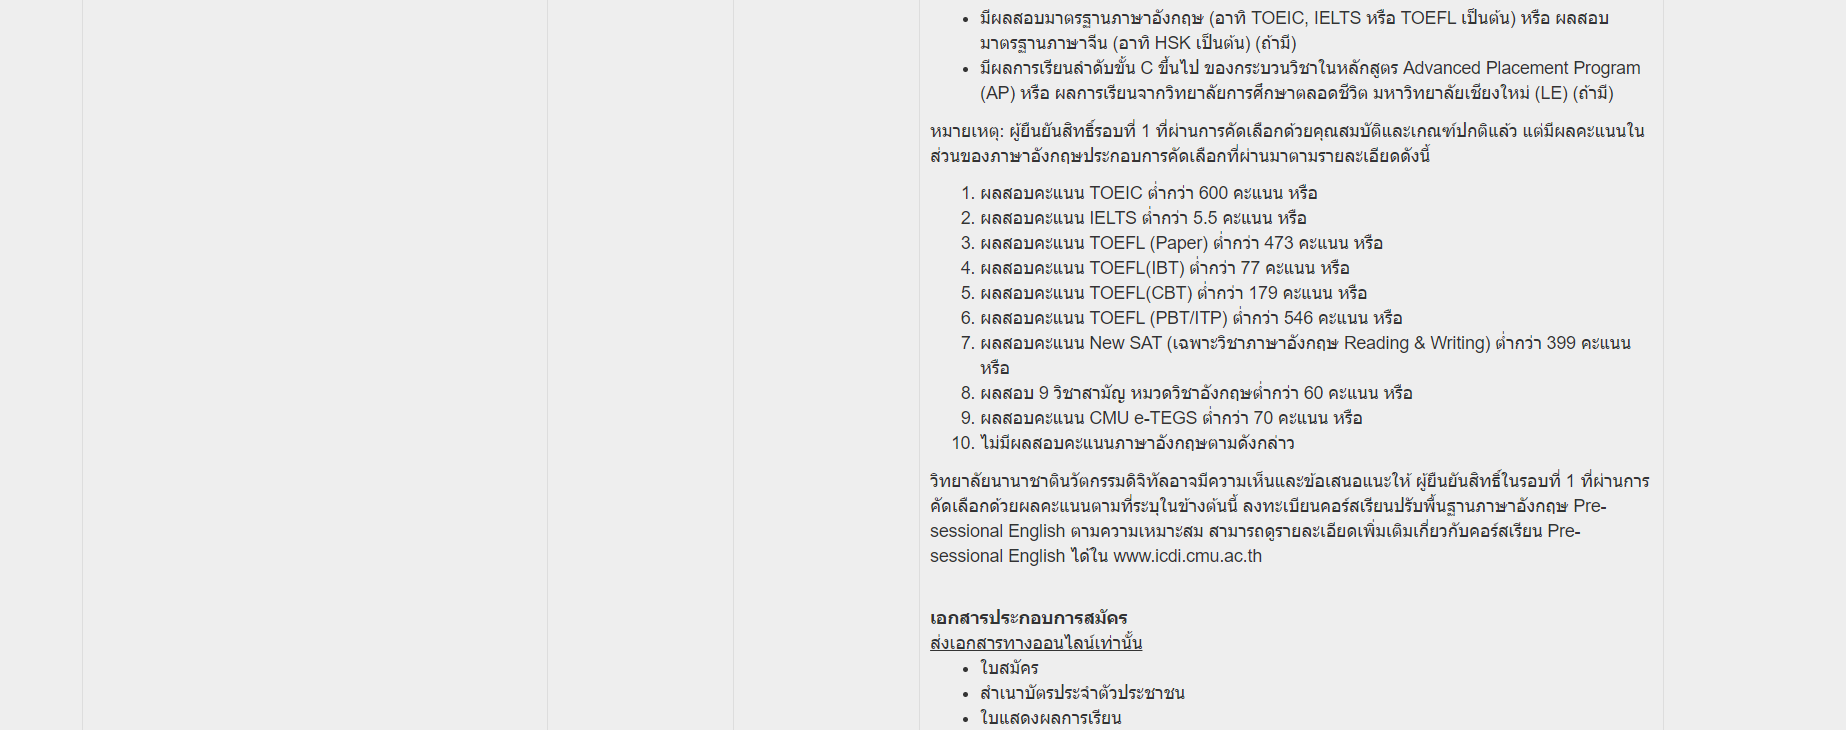 • มีผลสอบมาตรฐานภาษาอังกฤษ (อาทิ TOEIC, IELTS หรือ TOEFL เป็นต้น) หรือ ผลสอบ
มาตรฐานภาษาจีน (อาทิ HSK เป็นต้น) (ถ้ามี)
• มีผลการเรียนลำดับขั้น C ขึ้นไป ของกระบวนวิชาในหลักสูตร Advanced Placement Program
(AP) หรือ ผลการเรียนจากวิทยาลัยการศึกษาตลอดชีวิต มหาวิทยาลัยเชียงใหม่ (LE) (ถ้ามี)
หมายเหตุ: ผู้ยืนยันสิทธิ์รอบที่ 1 ที่ผ่านการคัดเลือกด้วยคุณสมบัติและเกณฑ์ปกติแล้ว แต่มีผลคะแนนใน
ส่วนของภาษาอังกฤษประกอบการคัดเลือกที่ผ่านมาตามรายละเอียดดังนี้
1. ผลสอบคะแนน TOEIC ต่ำกว่า 600 คะแนน หรือ
2. ผลสอบคะแนน IELTS ต่ำกว่า 5.5 คะแนน หรือ
3. ผลสอบคะแนน TOEFL (Paper) ต่ำกว่า 473 คะแนน หรือ
4. ผลสอบคะแนน TOEFL(IBT) ต่ำกว่า 77 คะแนน หรือ
5. ผลสอบคะแนน TOEFL(CBT) ต่ำกว่า 179 คะแนน หรือ
6. ผลสอบคะแนน TOEFL (PBT/ITP) ต่ำกว่า 546 คะแนน หรือ
7. ผลสอบคะแนน New SAT (เฉพาะวิชาภาษาอังกฤษ Reading & Writing) ต่ำกว่า 399 คะแนน
หรือ
8. ผลสอบ 9 วิชาสามัญ หมวดวิชาอังกฤษต่ำกว่า 60 คะแนน หรือ
9. ผลสอบคะแนน CMU e-TEGS ต่ำกว่า 70 คะแนน หรือ
10. ไม่มีผลสอบคะแนนภาษาอังกฤษตามดังกล่าว
วิทยาลัยนานาชาตินวัตกรรมดิจิทัลอาจมีความเห็นและข้อเสนอแนะให้ ผู้ยืนยันสิทธิ์ในรอบที่ 1 ที่ผ่านการ
คัดเลือกด้วยผลคะแนนตามที่ระบุในข้างต้นนี้ ลงทะเบียนคอร์สเรียนปรับพื้นฐานภาษาอังกฤษ Pre-
sessional English ตามความเหมาะสม สามารถดูรายละเอียดเพิ่มเติมเกี่ยวกับคอร์สเรียน Pre-
sessional English ได้ใน www.icdi.cmu.ac.th
เอกสารประกอบการสมัคร
ส่งเอกสารทางออนไลน์เท่านั้น
• ใบสมัคร
• สำเนาบัตรประจำตัวประชาชน
• ใบแสดงผลการเรียน